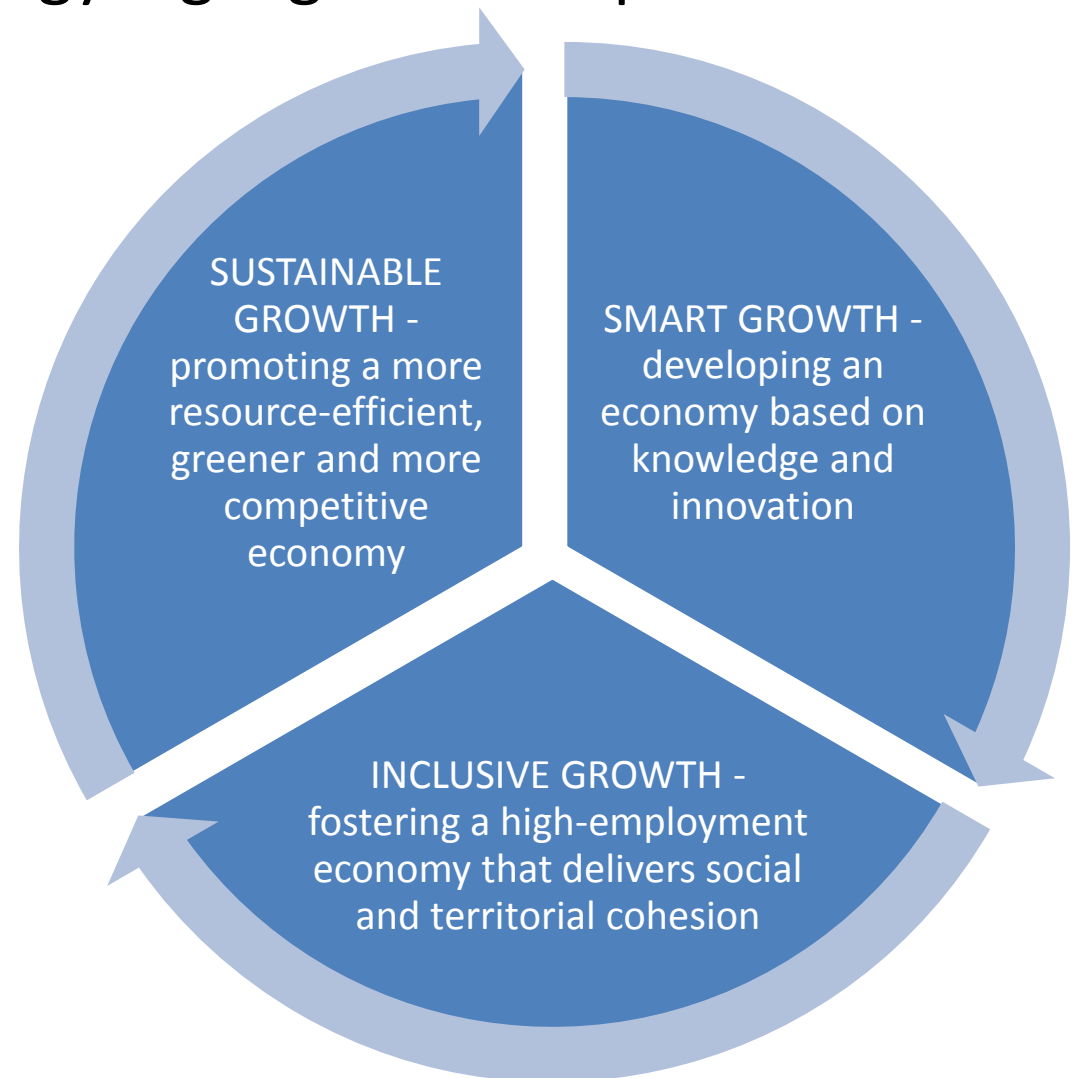 SUSTAINABLE
GROWTH -
promoting a more
resource-efficient,
greener and more
competitive
economy
SMART GROWTH -
developing an
economy based on
knowledge and
innovation
INCLUSIVE GROWTH -
fostering a high-employment
economy that delivers social
and territorial cohesion